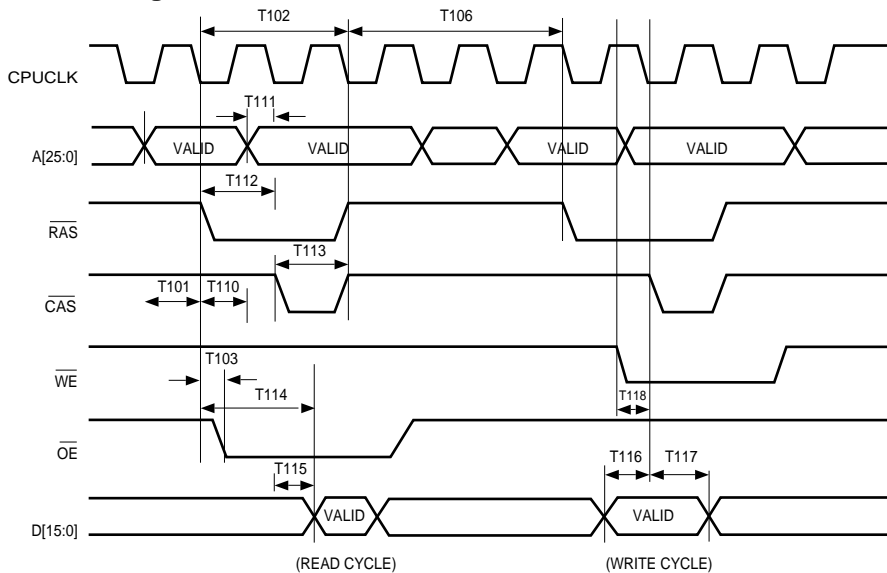 T102 T106
CPUCLK
T111
A[25:0] VALID VALID VALID VALID
T112
RAS
T113
CAS T101 T110
WE T103
T114 T118
OE
T115 T116 T117
D[15:0] VALID VALID
(READ CYCLE) (WRITE CYCLE)